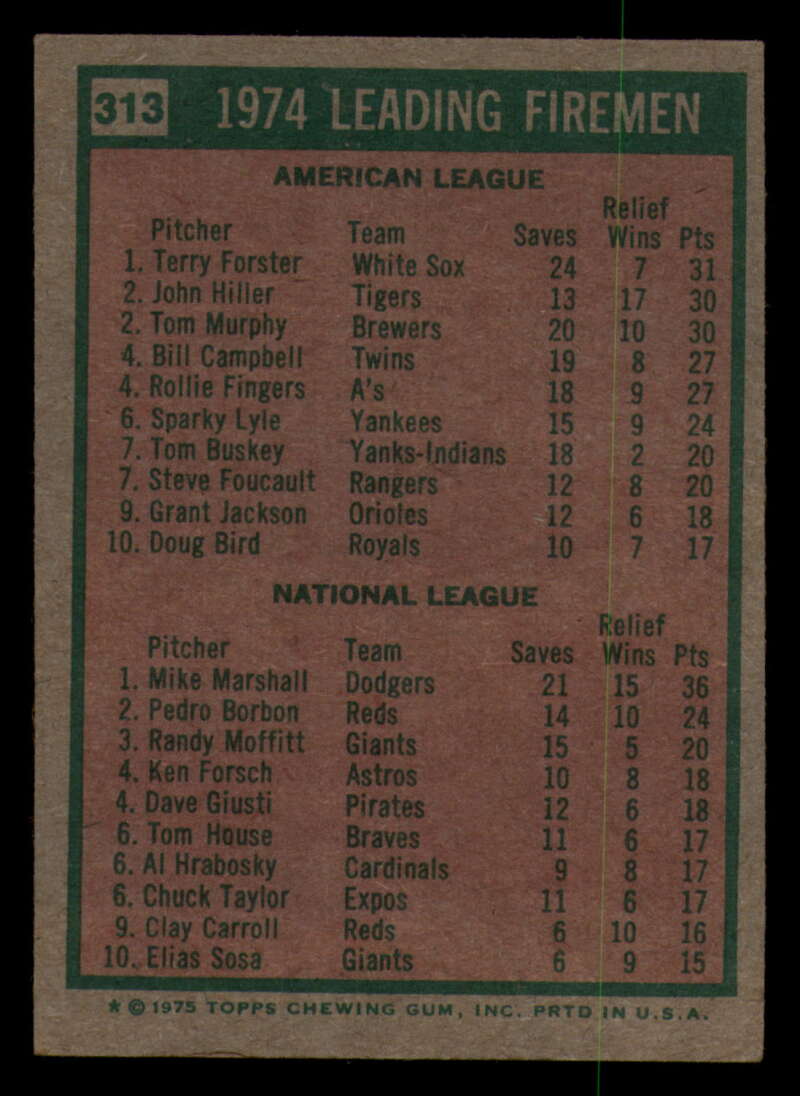 313 1974 LEADING FIREMEN
AMERICAN LEAGUE
Relief
Pitcher Team Saves Wins Pts
1. Terry Forster White Sox 24 7 31
2. John Hiller Tigers 13 17 30
2. Tom Murphy Brewers 20 10 30
4. Bill Campbell Twins 19 8 27
4. Rollie Fingers A's 18 9 27
6. Sparky Lyle Yankees 15 9 24
7. Tom Buskey Yanks-Indians 18 2 20
7. Steve Foucault Rangers 12 8 20
9. Grant Jackson Orioles 12 6 18
10. Doug Bird Royals 10 7 17
NATIONAL LEAGUE
Relief
Pitcher Team Saves Wins Pts
1. Mike Marshall Dodgers 21 15 36
2. Pedro Borbon Reds 14 10 24
3. Randy Moffitt Giants 15 5 20
4. Ken Forsch Astros 10 8 18
4. Dave Giusti Pirates 12 6 18
6. Tom House Braves 11 6 17
6. Al Hrabosky Cardinals 9 8 17
6. Chuck Taylor Expos 11 6 17
9. Clay Carroll Reds 6 10 16
10. Elias Sosa Giants 6 9 15
* © 1975 TOPPS CHEWING GUM, INC. PRTD IN U.S.A.